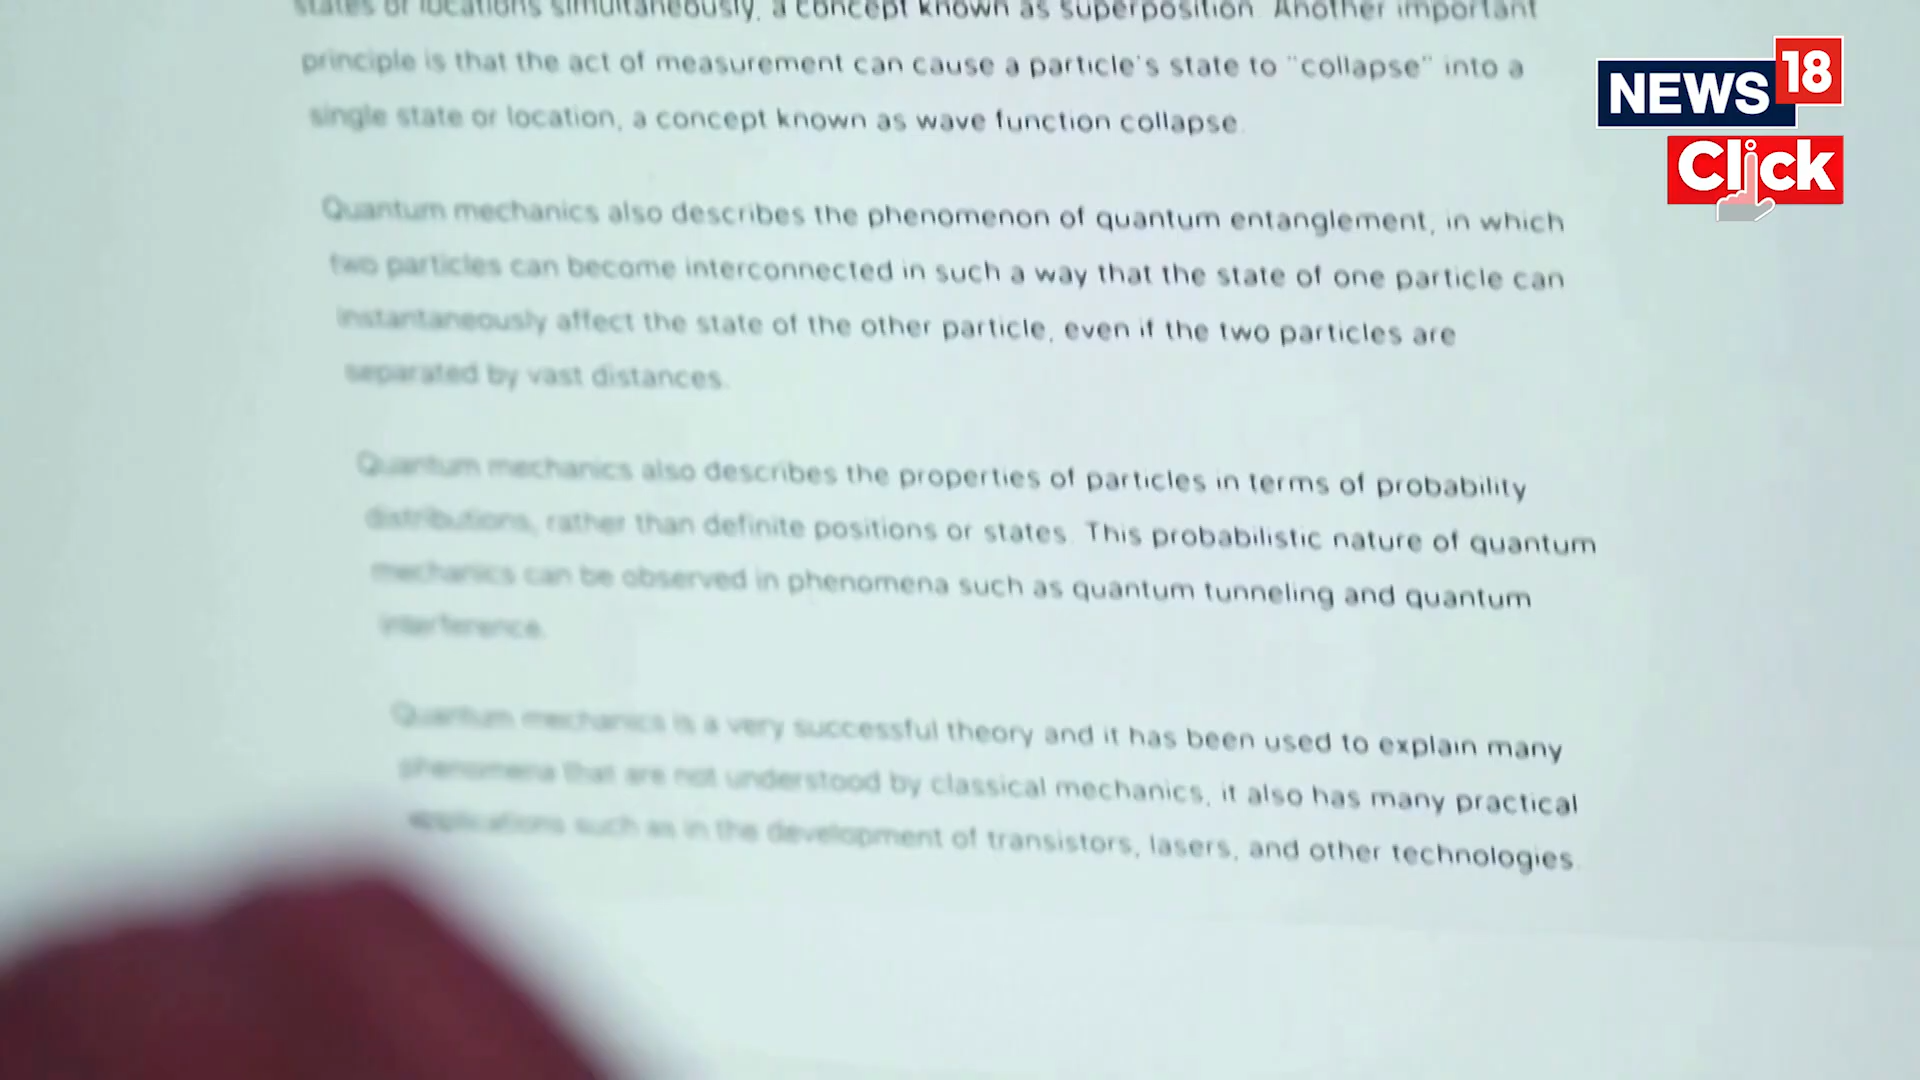 states or locations simultaneously, a concept known as superposition. Another important
principle is that the act of measurement can cause a particle's state to "collapse" into a
single state or location, a concept known as wave function collapse.
Quantum mechanics also describes the phenomenon of quantum entanglement, in which
two particles can become interconnected in such a way that the state of one particle can
instantaneously affect the state of the other particle, even if the two particles are
separated by vast distances.
Quantum mechanics also describes the properties of particles in terms of probability
distributions, rather than definite positions or states. This probabilistic nature of quantum
mechanics can be observed in phenomena such as quantum tunneling and quantum
interference.
Quantum mechanics is a very successful theory and it has been used to explain many
phenomena that are not understood by classical mechanics, it also has many practical
applications such as in the development of transistors, lasers, and other technologies.
NEWS 18
Click